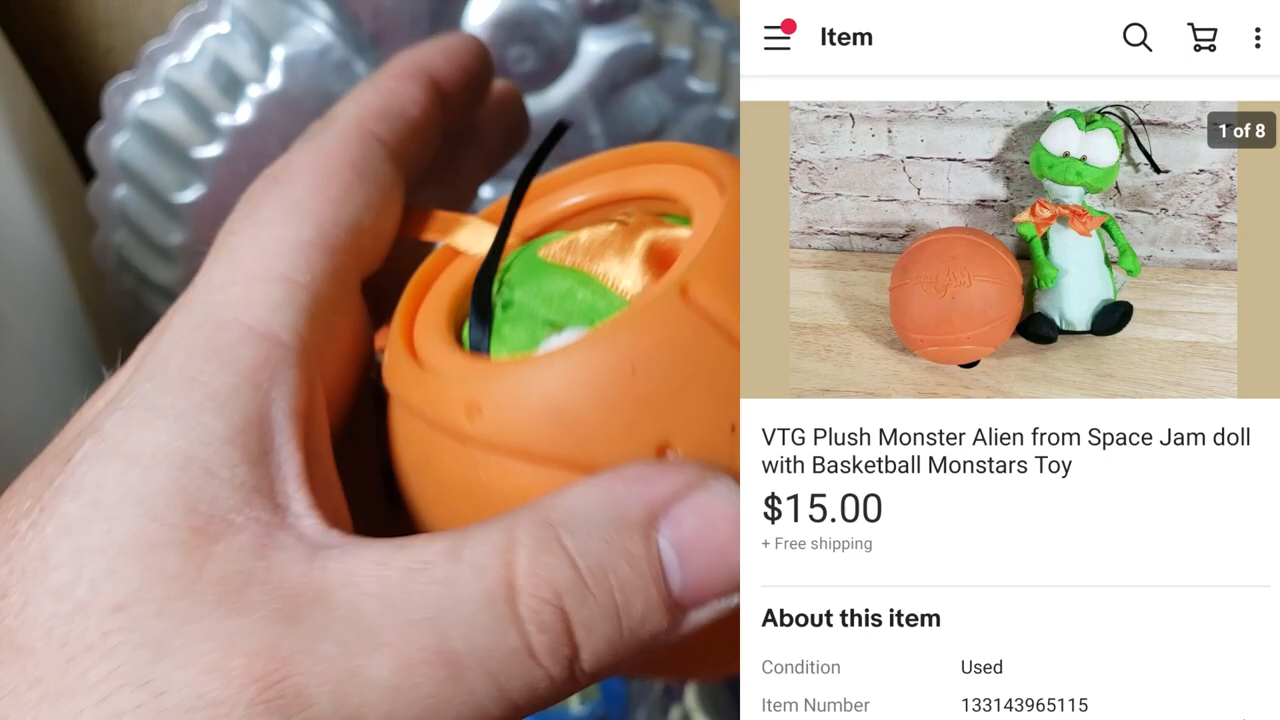 Item
1 of 8
VTG Plush Monster Alien from Space Jam doll
with Basketball Monstars Toy
$15.00
+ Free shipping
About this item
Condition Used
Item Number 133143965115